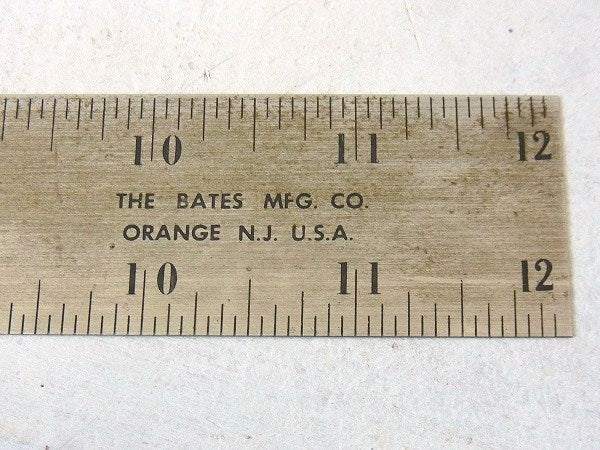 10 11 12
THE BATES MFG. CO.
ORANGE N.J. U.S.A.
10 11 12